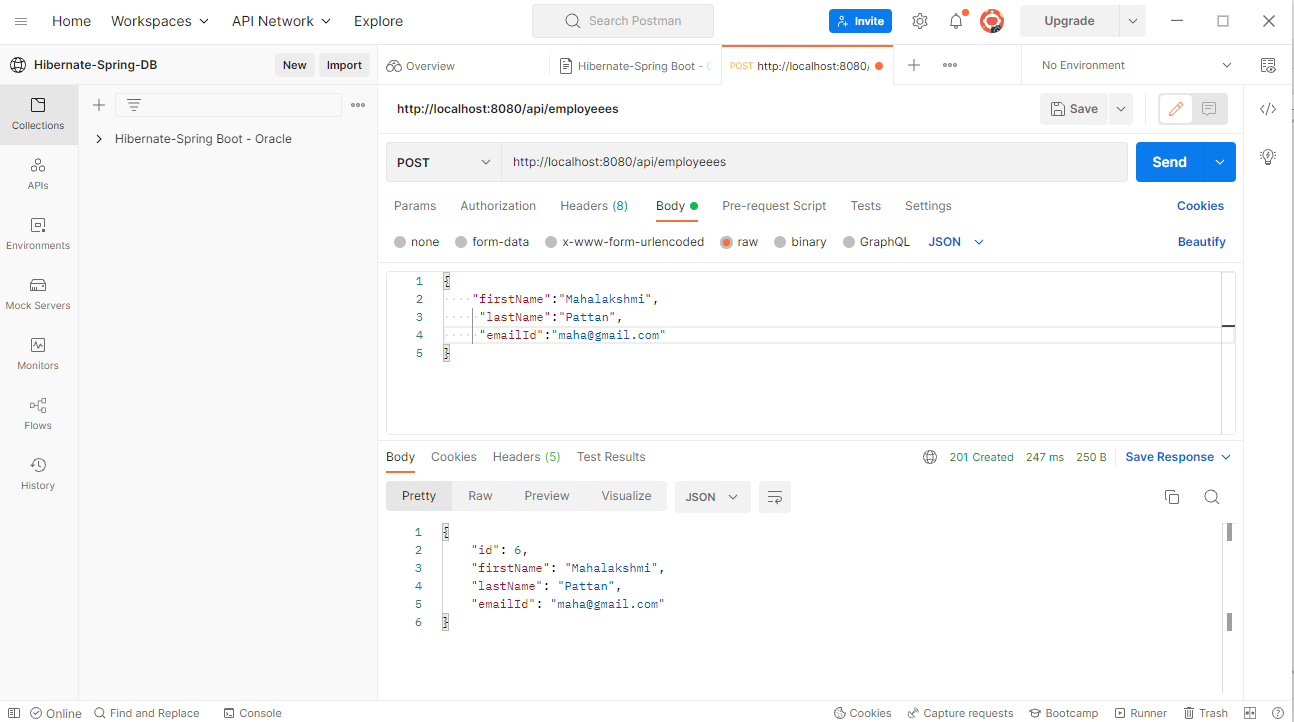 Home Workspaces API Network Explore Search Postman Invite Upgrade
Hibernate-Spring-DB New Import Overview Hibernate-Spring Boot - POST http://localhost:8080/ No Environment
http://localhost:8080/api/employeees Save
Collections
Hibernate-Spring Boot - Oracle
POST http://localhost:8080/api/employeees Send
APIs
Params Authorization Headers (8) Body Pre-request Script Tests Settings Cookies
Environments
none form-data x-www-form-urlencoded raw binary GraphQL JSON Beautify
Mock Servers
1 {
2 "firstName":"Mahalakshmi",
3 "lastName":"Pattan",
4 "emailId":"maha@gmail.com"
5 }
Monitors
Flows
History
Body Cookies Headers (5) Test Results 201 Created 247 ms 250 B Save Response
Pretty Raw Preview Visualize JSON
1 {
2 "id": 6,
3 "firstName": "Mahalakshmi",
4 "lastName": "Pattan",
5 "emailId": "maha@gmail.com"
6 }
Online Find and Replace Console Cookies Capture requests Bootcamp Runner Trash